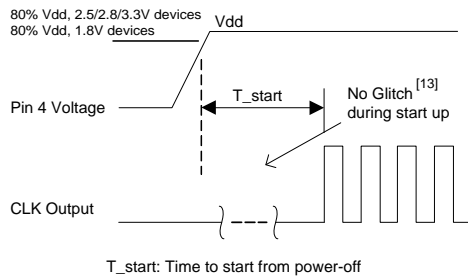 80% Vdd, 2.5/2.8/3.3V devices
80% Vdd, 1.8V devices
Vdd
Pin 4 Voltage
T_start
No Glitch [13]
during start up
CLK Output
T_start: Time to start from power-off